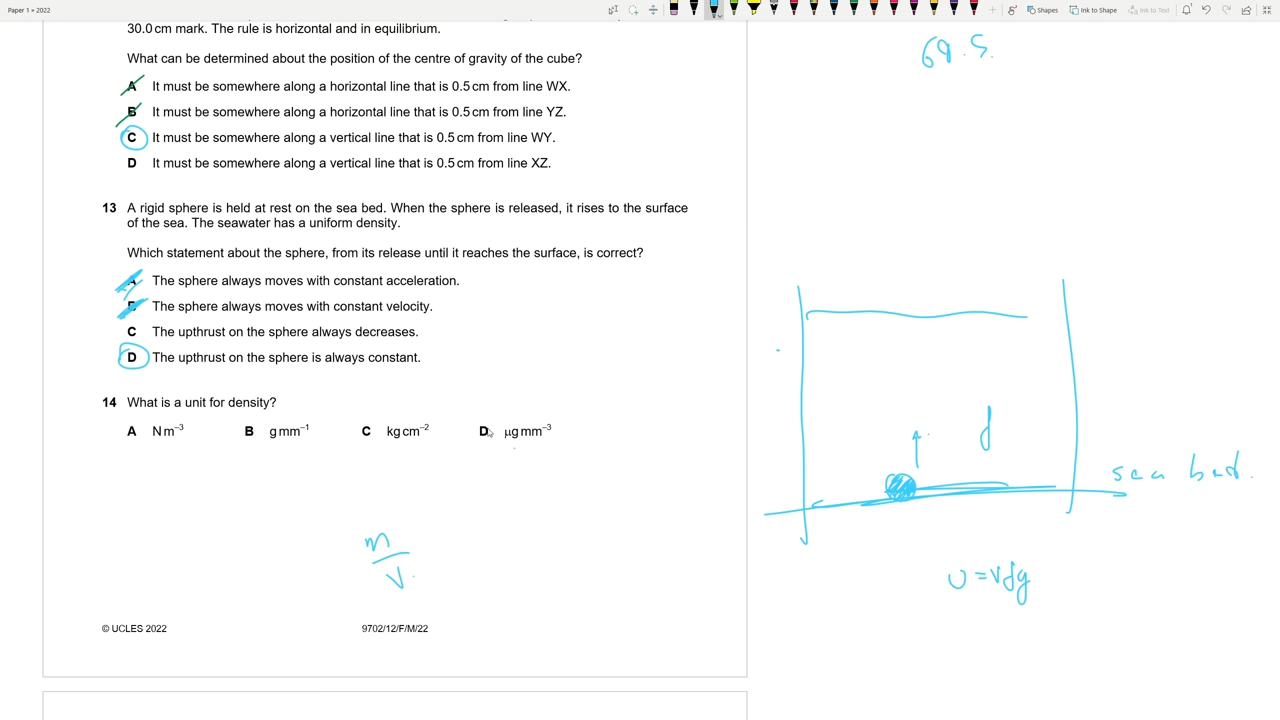 Paper 1 » 2022
Shapes Ink to Shape Ink to Text
30.0 cm mark. The rule is horizontal and in equilibrium.
69.5.
What can be determined about the position of the centre of gravity of the cube?
A It must be somewhere along a horizontal line that is 0.5 cm from line WX.
B It must be somewhere along a horizontal line that is 0.5 cm from line YZ.
C It must be somewhere along a vertical line that is 0.5 cm from line WY.
D It must be somewhere along a vertical line that is 0.5 cm from line XZ.
13 A rigid sphere is held at rest on the sea bed. When the sphere is released, it rises to the surface
of the sea. The seawater has a uniform density.
Which statement about the sphere, from its release until it reaches the surface, is correct?
A The sphere always moves with constant acceleration.
B The sphere always moves with constant velocity.
C The upthrust on the sphere always decreases.
D The upthrust on the sphere is always constant.
14 What is a unit for density?
A N m⁻³ B g mm⁻¹ C kg cm⁻² D μg mm⁻³
d
sea bed.
m
V.
U = Vdg
© UCLES 2022 9702/12/F/M/22